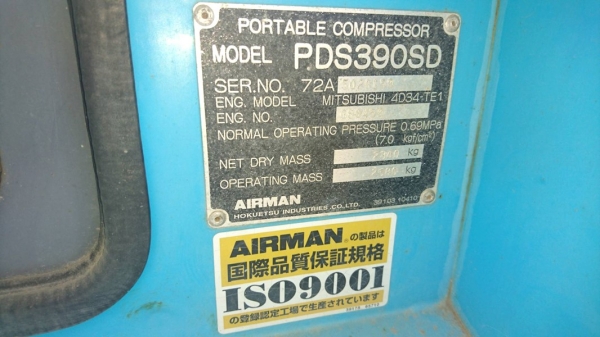 PORTABLE COMPRESSOR
MODEL PDS390SD
SER.NO. 72A
ENG. MODEL MITSUBISHI 4D34-TE1
ENG. NO.
NORMAL OPERATING PRESSURE 0.69MPa
(7.0 kgf/cm²)
NET DRY MASS kg
OPERATING MASS kg
AIRMAN
HOKUETSU INDUSTRIES CO.,LTD.
AIRMAN®の製品は
国際品質保証規格
ISO9001
の登録認定工場で生産されています